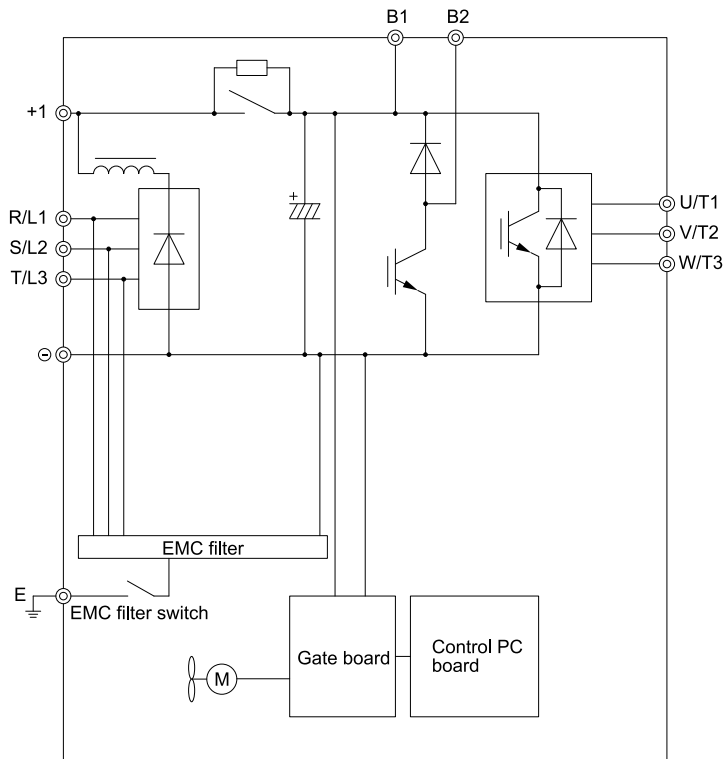 B1 B2
+1
+
R/L1
S/L2
T/L3
U/T1
V/T2
W/T3
⊖
EMC filter
E
EMC filter switch
Gate board
Control PC
board
M